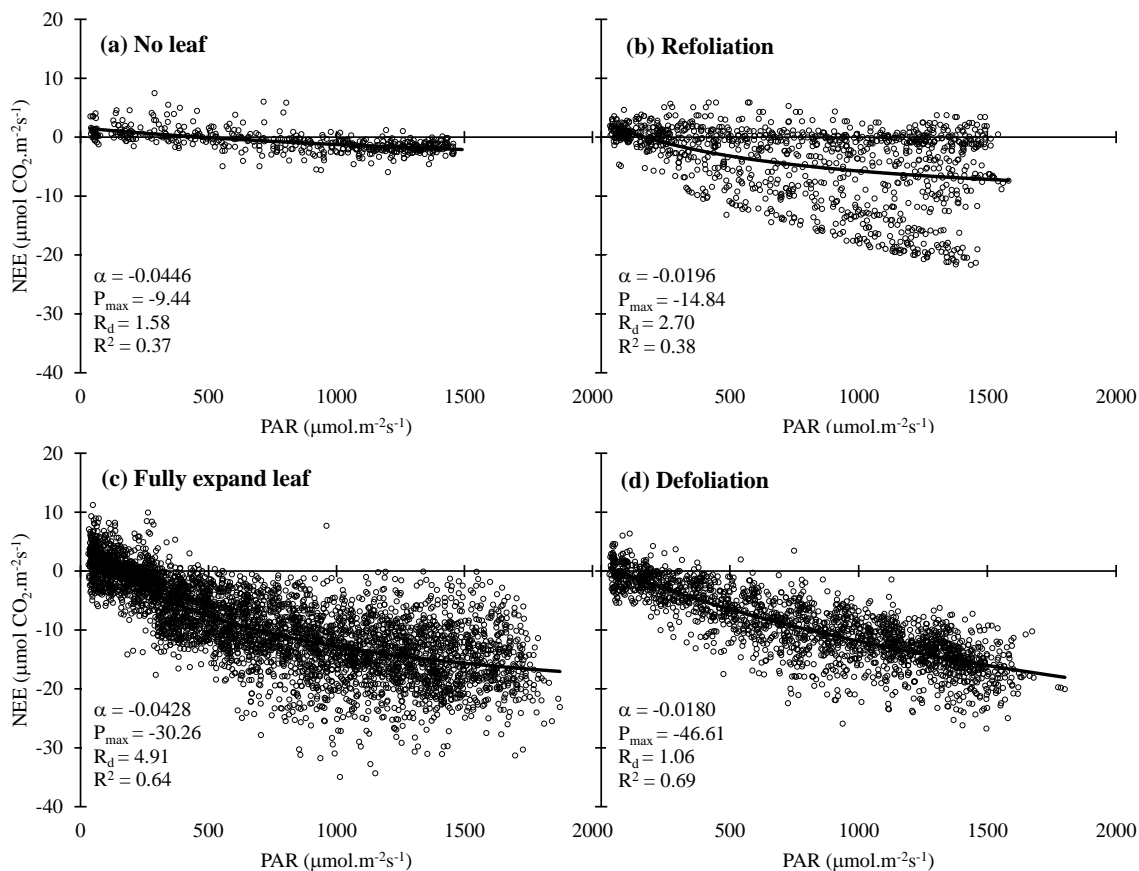 (a) No leaf
(b) Refoliation
20
10
0
-10
-20
-30
-40
NEE (µmol CO₂.m⁻²s⁻¹)
α = -0.0446
Pmax = -9.44
Rd = 1.58
R² = 0.37
α = -0.0196
Pmax = -14.84
Rd = 2.70
R² = 0.38
0 500 1000 1500 2000 500 1000 1500 2000
PAR (µmol.m⁻²s⁻¹)
PAR (µmol.m⁻²s⁻¹)
(c) Fully expand leaf
(d) Defoliation
20
10
0
-10
-20
-30
-40
NEE (µmol CO₂.m⁻²s⁻¹)
α = -0.0428
Pmax = -30.26
Rd = 4.91
R² = 0.64
α = -0.0180
Pmax = -46.61
Rd = 1.06
R² = 0.69
0 500 1000 1500 2000 500 1000 1500 2000
PAR (µmol.m⁻²s⁻¹)
PAR (µmol.m⁻²s⁻¹)